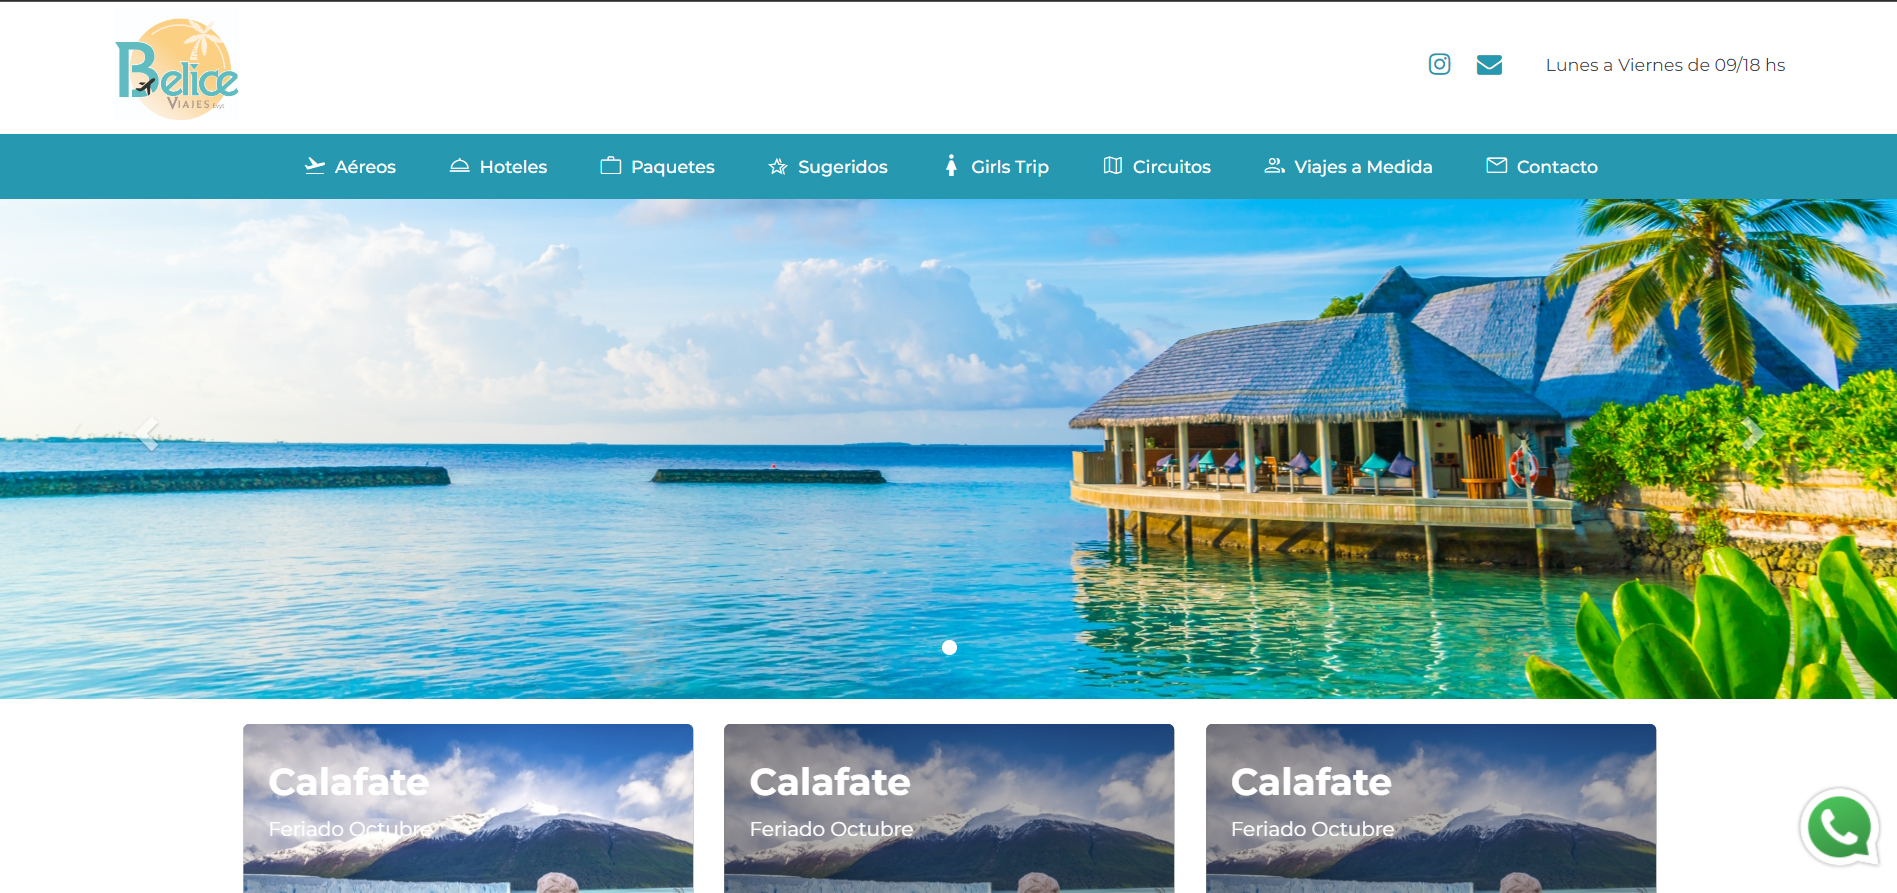 Belice
VIAJES EVyT
Lunes a Viernes de 09/18 hs
Aéreos Hoteles Paquetes Sugeridos Girls Trip Circuitos Viajes a Medida Contacto
Calafate
Feriado Octubre
Calafate
Feriado Octubre
Calafate
Feriado Octubre